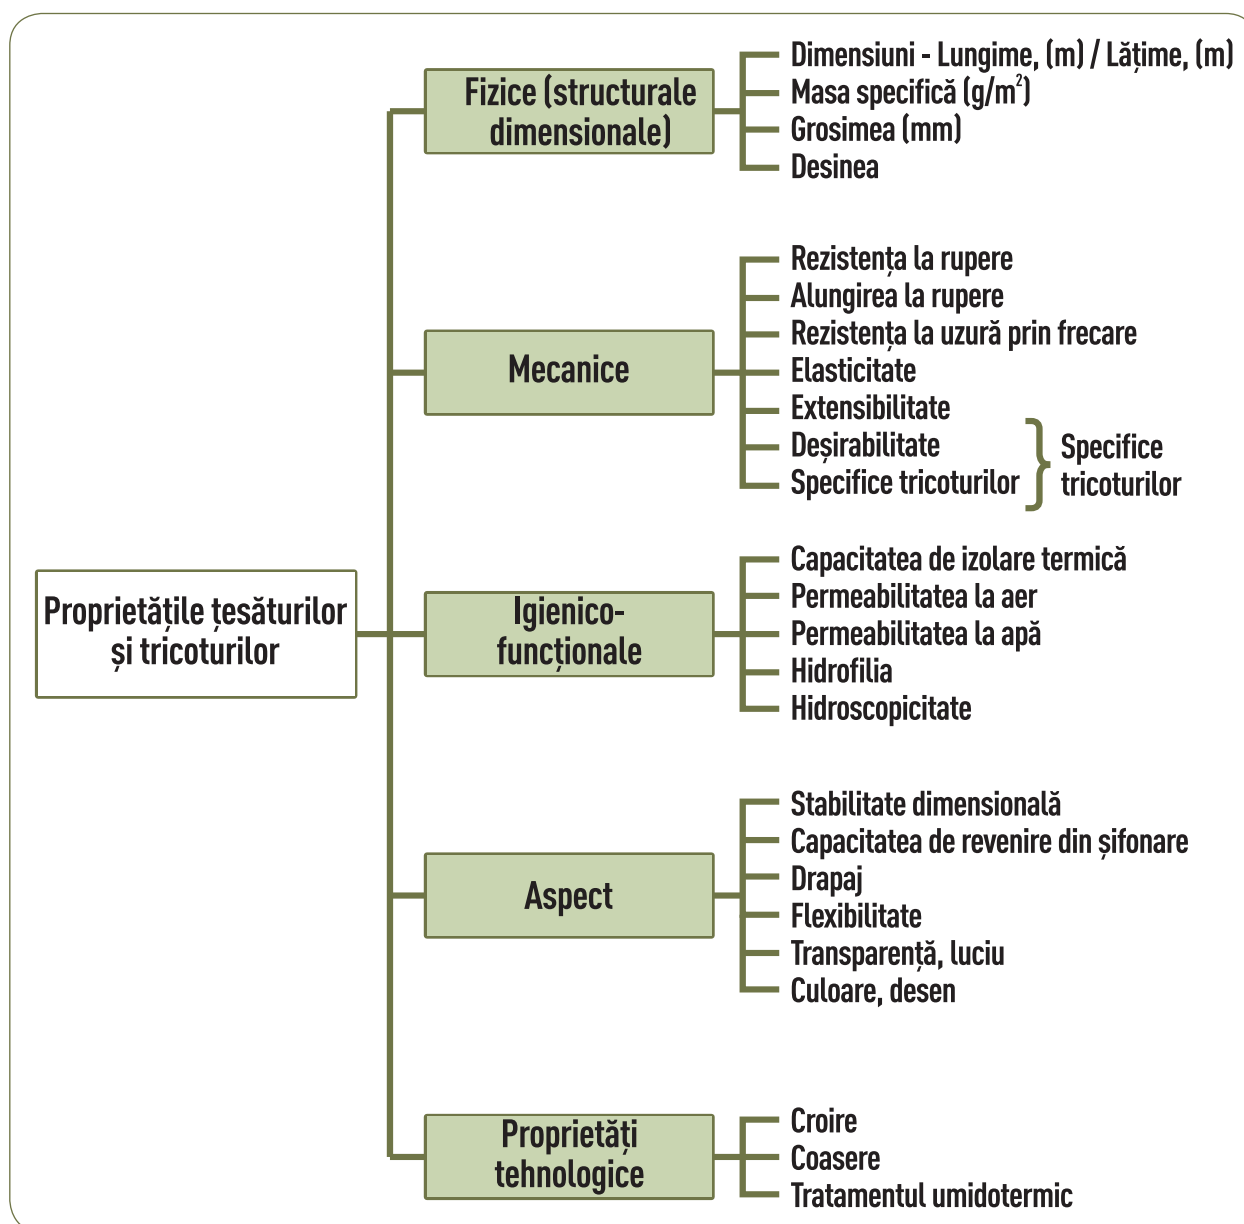 Proprietățile țesăturilor
și tricoturilor
Fizice (structurale
dimensionale)
Dimensiuni - Lungime, (m) / Lățime, (m)
Masa specifică (g/m²)
Grosimea (mm)
Desinea
Mecanice
Rezistența la rupere
Alungirea la rupere
Rezistența la uzură prin frecare
Elasticitate
Extensibilitate
Deșirabilitate
Specifice tricoturilor
Specifice
tricoturilor
Igienico-
funcționale
Capacitatea de izolare termică
Permeabilitatea la aer
Permeabilitatea la apă
Hidrofilia
Hidroscopicitate
Aspect
Stabilitate dimensională
Capacitatea de revenire din șifonare
Drapaj
Flexibilitate
Transparență, luciu
Culoare, desen
Proprietăți
tehnologice
Croire
Coasere
Tratamentul umidotermic